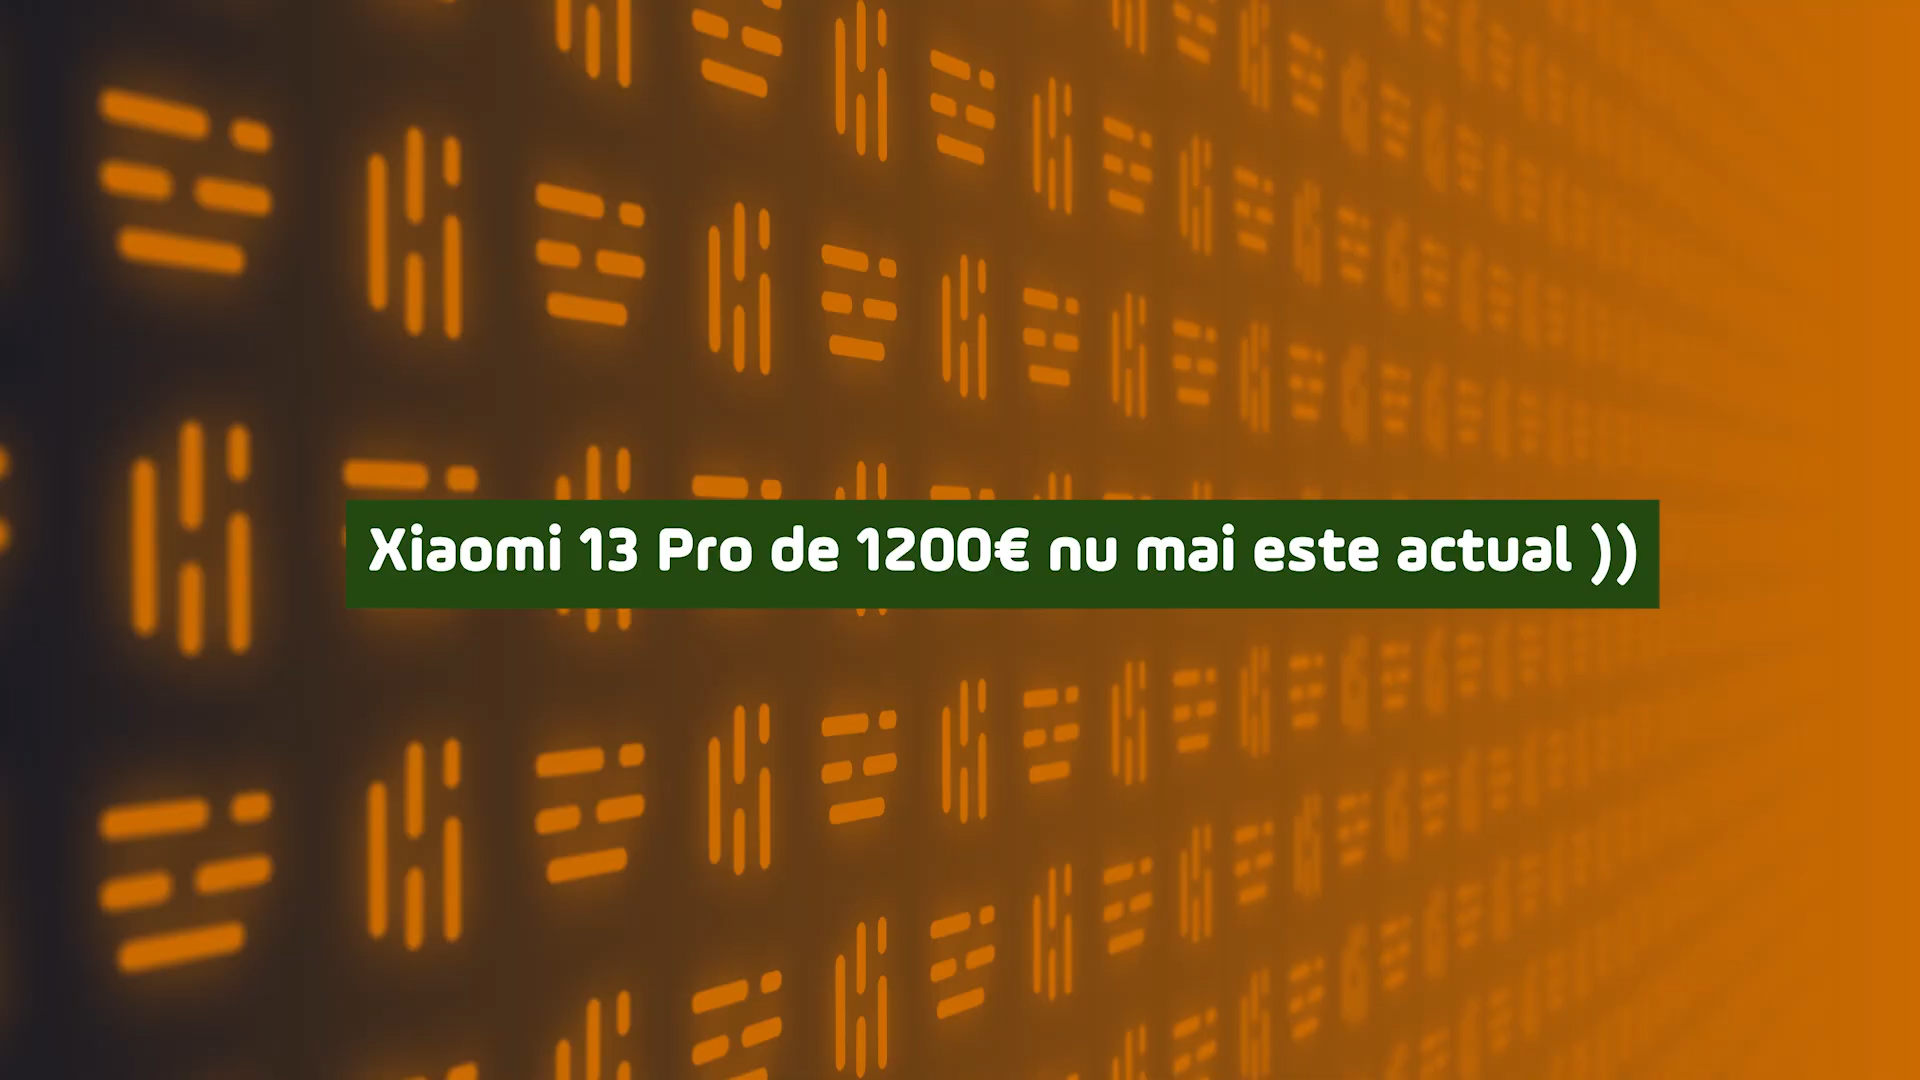 Xiaomi 13 Pro de 1200€ nu mai este actual ))